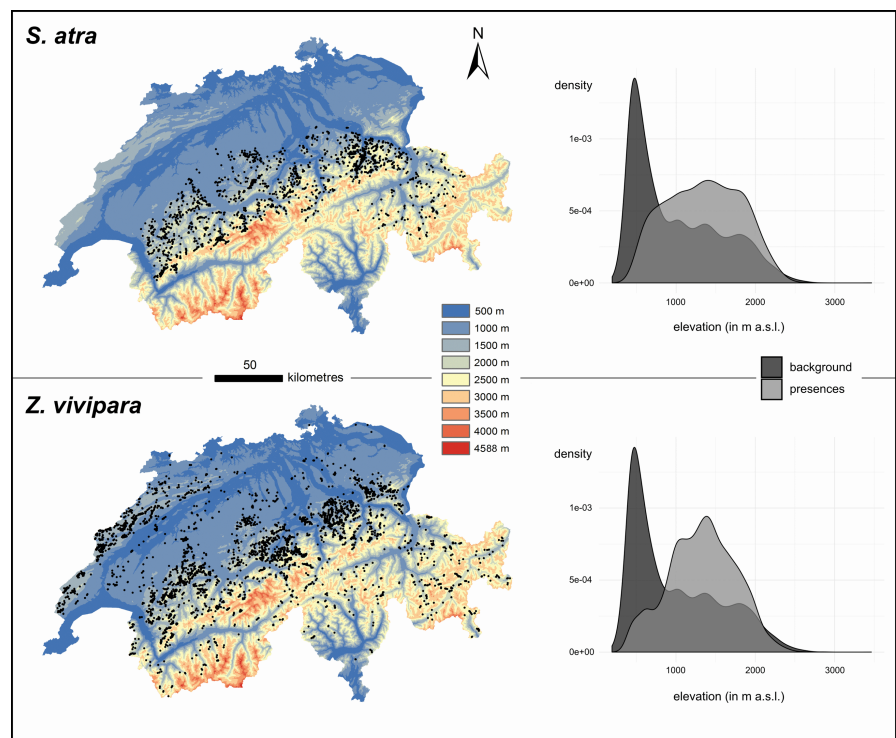 S. atra
N
density
1e-03
5e-04
0e+00
1000 2000 3000
elevation (in m a.s.l.)
500 m
1000 m
1500 m
2000 m
2500 m
3000 m
3500 m
4000 m
4588 m
50
kilometres
background
presences
Z. vivipara
density
1e-03
5e-04
0e+00
1000 2000 3000
elevation (in m a.s.l.)